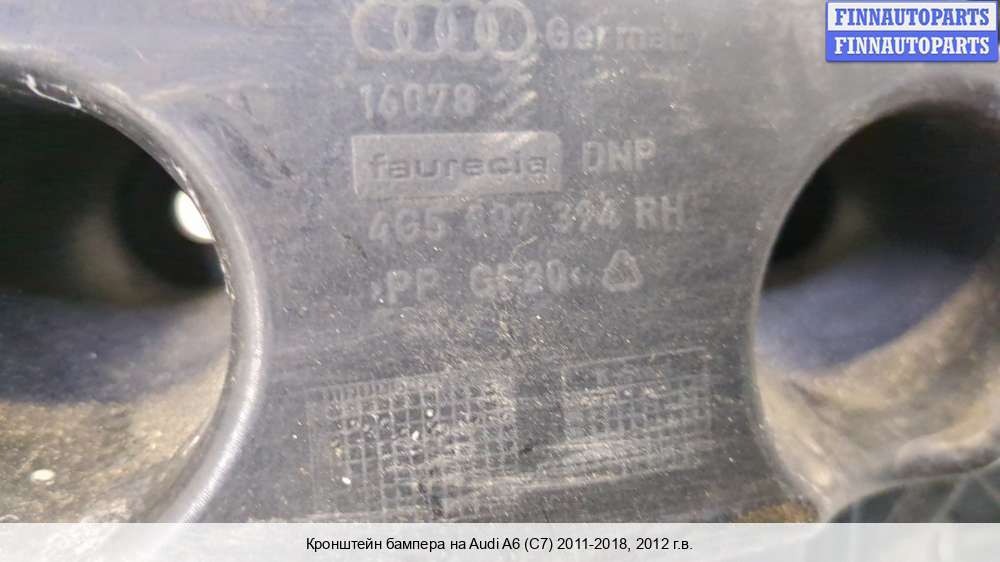 FINNAUTOPARTS
FINNAUTOPARTS
German
16078
faurecia DNP
4G5 807 394 RH
>PP GF20<
Кронштейн бампера на Audi A6 (C7) 2011-2018, 2012 г.в.